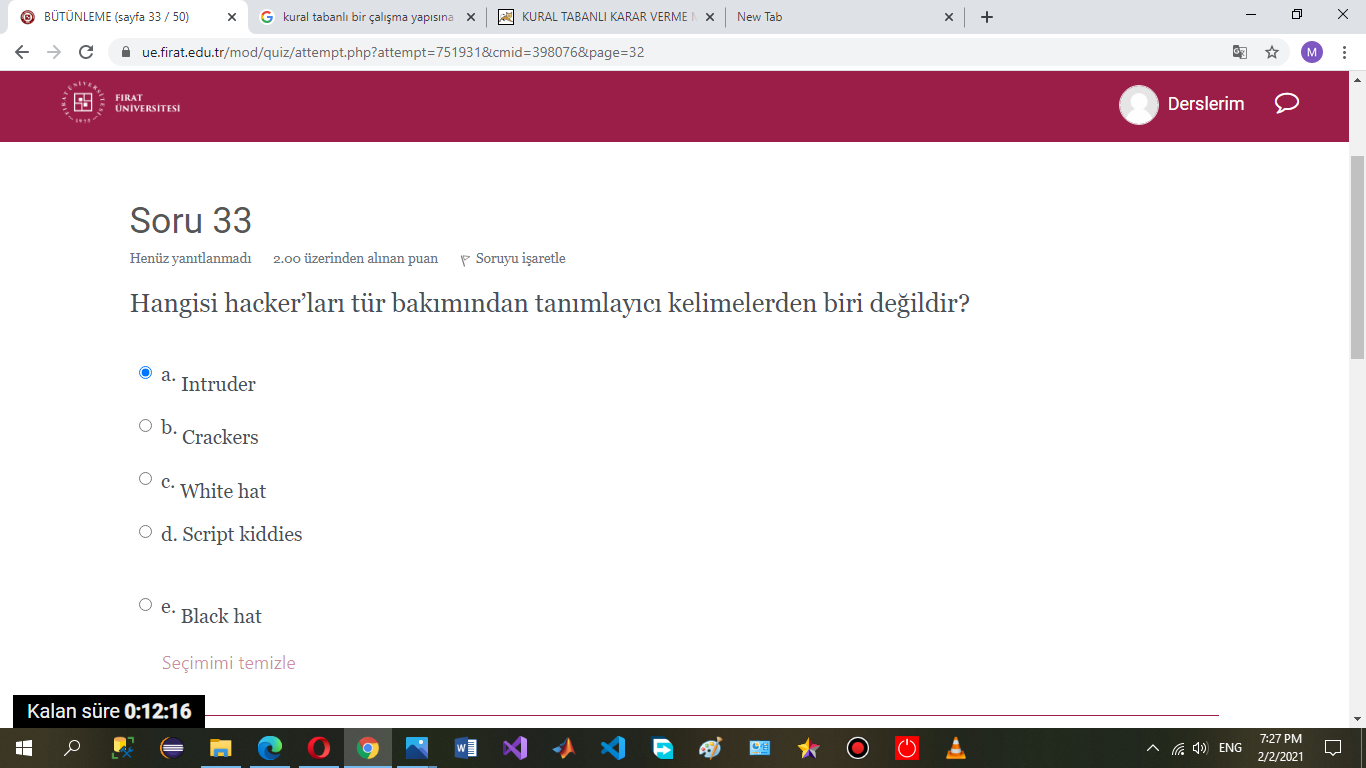 BÜTÜNLEME (sayfa 33 / 50)
kural tabanlı bir çalışma yapısına
KURAL TABANLI KARAR VERME
New Tab
ue.firat.edu.tr/mod/quiz/attempt.php?attempt=751931&cmid=398076&page=32
M
FIRAT
ÜNİVERSİTESİ
Derslerim
Soru 33
Henüz yanıtlanmadı
2.00 üzerinden alınan puan
Soruyu işaretle
Hangisi hacker’ları tür bakımından tanımlayıcı kelimelerden biri değildir?
a. Intruder
b. Crackers
c. White hat
d. Script kiddies
e. Black hat
Seçimimi temizle
Kalan süre 0:12:16
ENG
7:27 PM
2/2/2021